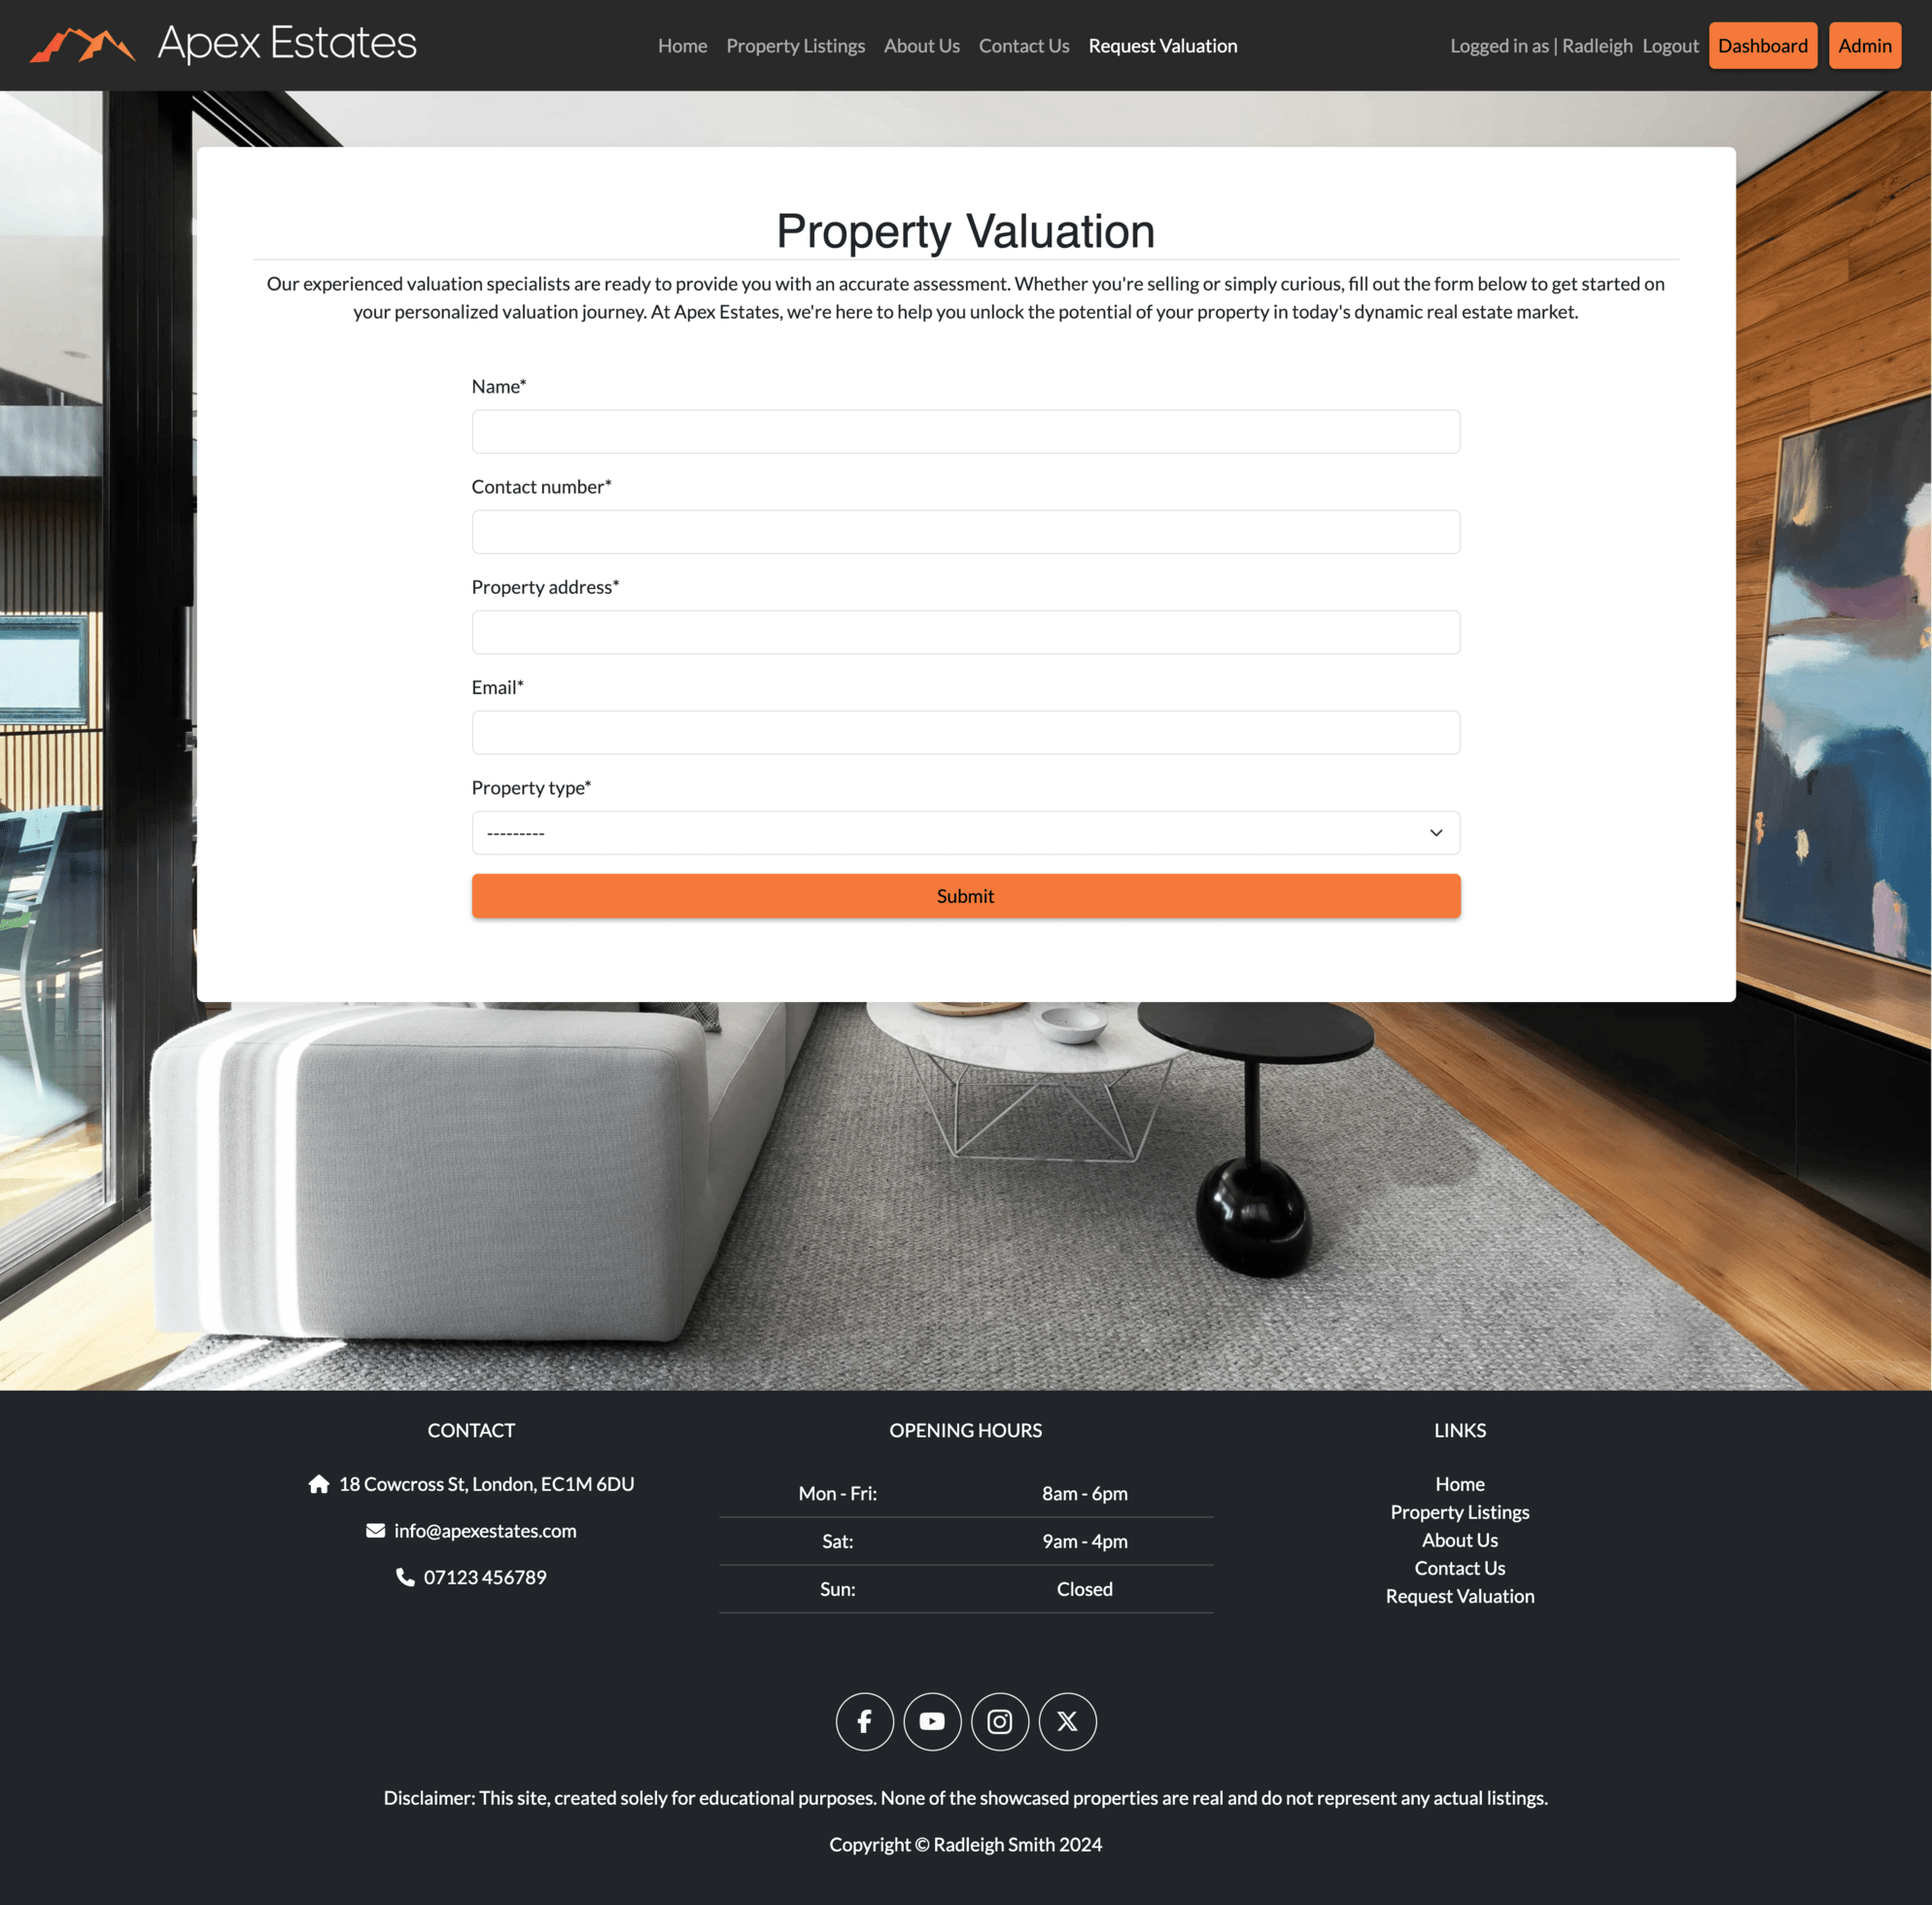 Apex Estates
Home Property Listings About Us Contact Us Request Valuation
Logged in as | Radleigh Logout Dashboard Admin
Property Valuation
Our experienced valuation specialists are ready to provide you with an accurate assessment. Whether you're selling or simply curious, fill out the form below to get started on
your personalized valuation journey. At Apex Estates, we're here to help you unlock the potential of your property in today's dynamic real estate market.
Name*
Contact number*
Property address*
Email*
Property type*
---------
Submit
CONTACT
18 Cowcross St, London, EC1M 6DU
info@apexestates.com
07123 456789
OPENING HOURS
Mon - Fri: 8am - 6pm
Sat: 9am - 4pm
Sun: Closed
LINKS
Home
Property Listings
About Us
Contact Us
Request Valuation
Disclaimer: This site, created solely for educational purposes. None of the showcased properties are real and do not represent any actual listings.
Copyright © Radleigh Smith 2024